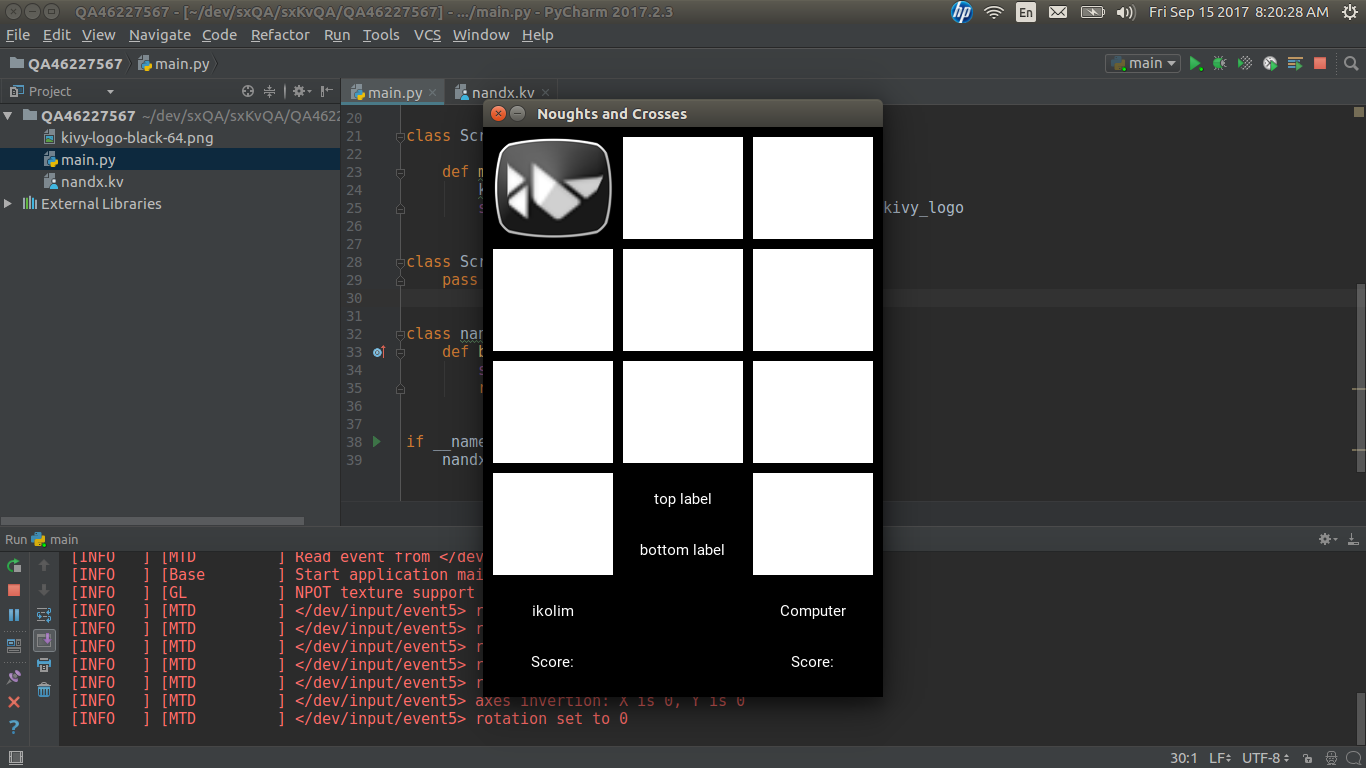 QA46227567 - [~/dev/sxQA/sxKvQA/QA46227567] - .../main.py - PyCharm 2017.2.3
hp
En
Fri Sep 15 2017 8:20:28 AM
File Edit View Navigate Code Refactor Run Tools VCS Window Help
QA46227567
main.py
main
Project
main.py
nandx.kv
QA46227567 ~/dev/sxQA/sxKvQA/QA4622
kivy-logo-black-64.png
main.py
nandx.kv
External Libraries
20
21 class Scr
22
23 def m
24 k
25 s kivy_logo
26
27
28 class Scr
29 pass
30
31
32 class nan
33 def b
34 s
35 r
36
37
38 if __name
39 nandx
Noughts and Crosses
top label
bottom label
ikolim
Computer
Score:
Score:
Run main
[INFO ] [MTD ] Read event from </dev
[INFO ] [Base ] Start application mai
[INFO ] [GL ] NPOT texture support
[INFO ] [MTD ] </dev/input/event5> r
[INFO ] [MTD ] </dev/input/event5> r
[INFO ] [MTD ] </dev/input/event5> r
[INFO ] [MTD ] </dev/input/event5> r
[INFO ] [MTD ] </dev/input/event5> r
[INFO ] [MTD ] </dev/input/event5> axes invertion: X is 0, Y is 0
[INFO ] [MTD ] </dev/input/event5> rotation set to 0
30:1 LF UTF-8